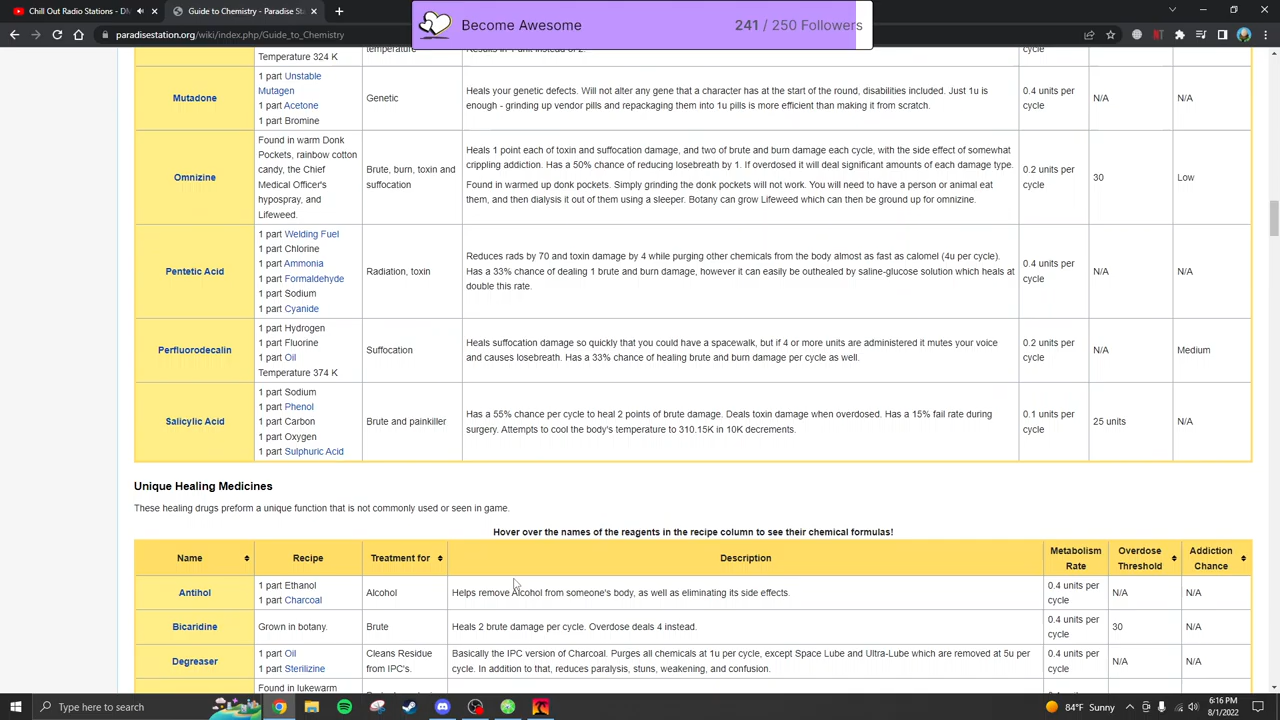 Chill Out Radio Stations - Di
Guide to Chemistry - Paradise St
Become Awesome
241 / 250 Followers
paradisestation.org/wiki/index.php/Guide_to_Chemistry
Temperature 324 K
temperature
cycle
Mutadone
1 part Unstable
Mutagen
1 part Acetone
1 part Bromine
Genetic
Heals your genetic defects. Will not alter any gene that a character has at the start of the round, disabilities included. Just 1u is
enough - grinding up vendor pills and repackaging them into 1u pills is more efficient than making it from scratch.
0.4 units per
cycle
N/A
N/A
Omnizine
Found in warm Donk
Pockets, rainbow cotton
candy, the Chief
Medical Officer's
hypospray, and
Lifeweed.
Brute, burn, toxin and
suffocation
Heals 1 point each of toxin and suffocation damage, and two of brute and burn damage each cycle, with the side effect of somewhat
crippling addiction. Has a 50% chance of reducing losebreath by 1. If overdosed it will deal significant amounts of each damage type.
Found in warmed up donk pockets. Simply grinding the donk pockets will not work. You will need to have a person or animal eat
them, and then dialysis it out of them using a sleeper. Botany can grow Lifeweed which can then be ground up for omnizine.
0.2 units per
cycle
30
Low
Pentetic Acid
1 part Welding Fuel
1 part Chlorine
1 part Ammonia
1 part Formaldehyde
1 part Sodium
1 part Cyanide
Radiation, toxin
Reduces rads by 70 and toxin damage by 4 while purging other chemicals from the body almost as fast as calomel (4u per cycle).
Has a 33% chance of dealing 1 brute and burn damage, however it can easily be outhealed by saline-glucose solution which heals at
double this rate.
0.4 units per
cycle
N/A
N/A
Perfluorodecalin
1 part Hydrogen
1 part Fluorine
1 part Oil
Temperature 374 K
Suffocation
Heals suffocation damage so quickly that you could have a spacewalk, but if 4 or more units are administered it mutes your voice
and causes losebreath. Has a 33% chance of healing brute and burn damage per cycle as well.
0.2 units per
cycle
N/A
Medium
Salicylic Acid
1 part Sodium
1 part Phenol
1 part Carbon
1 part Oxygen
1 part Sulphuric Acid
Brute and painkiller
Has a 55% chance per cycle to heal 2 points of brute damage. Deals toxin damage when overdosed. Has a 15% fail rate during
surgery. Attempts to cool the body's temperature to 310.15K in 10K decrements.
0.1 units per
cycle
25 units
N/A
Unique Healing Medicines
These healing drugs preform a unique function that is not commonly used or seen in game.
Hover over the names of the reagents in the recipe column to see their chemical formulas!
Name
Recipe
Treatment for
Description
Metabolism
Rate
Overdose
Threshold
Addiction
Chance
Antihol
1 part Ethanol
1 part Charcoal
Alcohol
Helps remove Alcohol from someone's body, as well as eliminating its side effects.
0.4 units per
cycle
N/A
N/A
Bicaridine
Grown in botany.
Brute
Heals 2 brute damage per cycle. Overdose deals 4 instead.
0.4 units per
cycle
30
N/A
Degreaser
1 part Oil
1 part Sterilizine
Cleans Residue
from IPC's.
Basically the IPC version of Charcoal. Purges all chemicals at 1u per cycle, except Space Lube and Ultra-Lube which are removed at 5u per
cycle. In addition to that, reduces paralysis, stuns, weakening, and confusion.
0.4 units per
cycle
N/A
N/A
Found in lukewarm
Type here to search
84°F Sunny
6:16 PM
8/1/2022